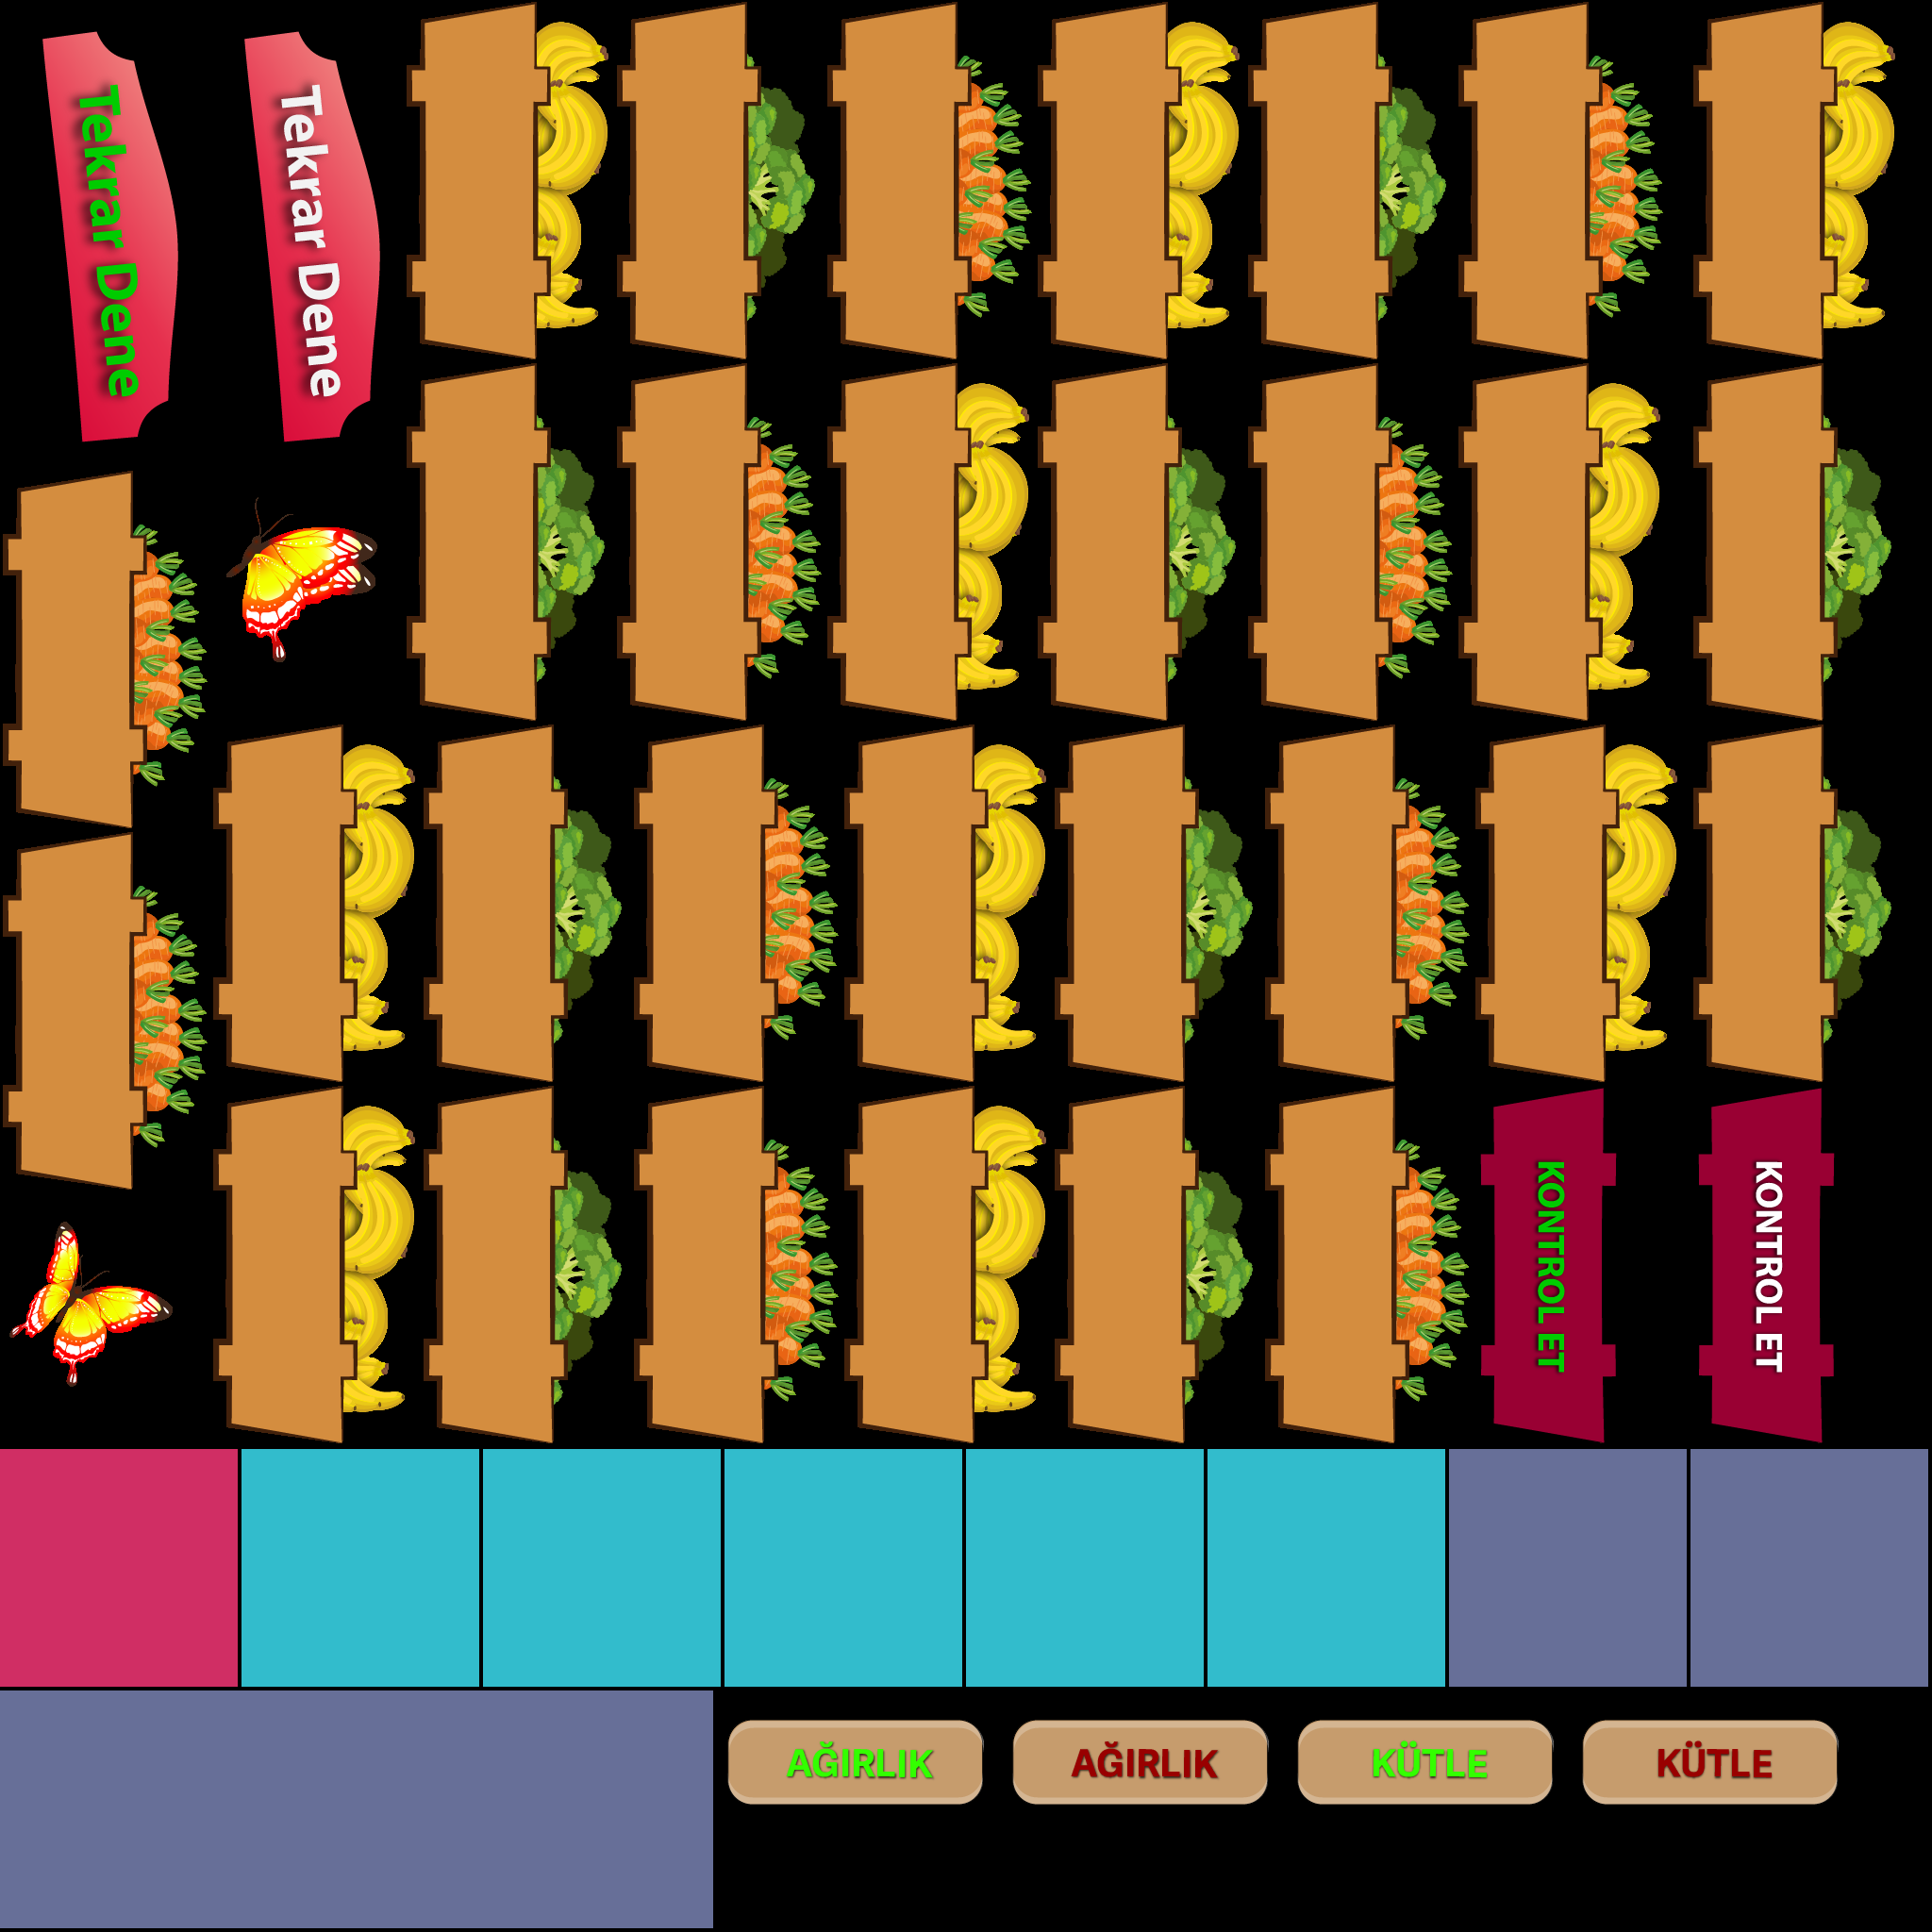 Tekrar Dene
Tekrar Dene
KONTROL ET
KONTROL ET
AĞIRLIK
AĞIRLIK
KÜTLE
KÜTLE